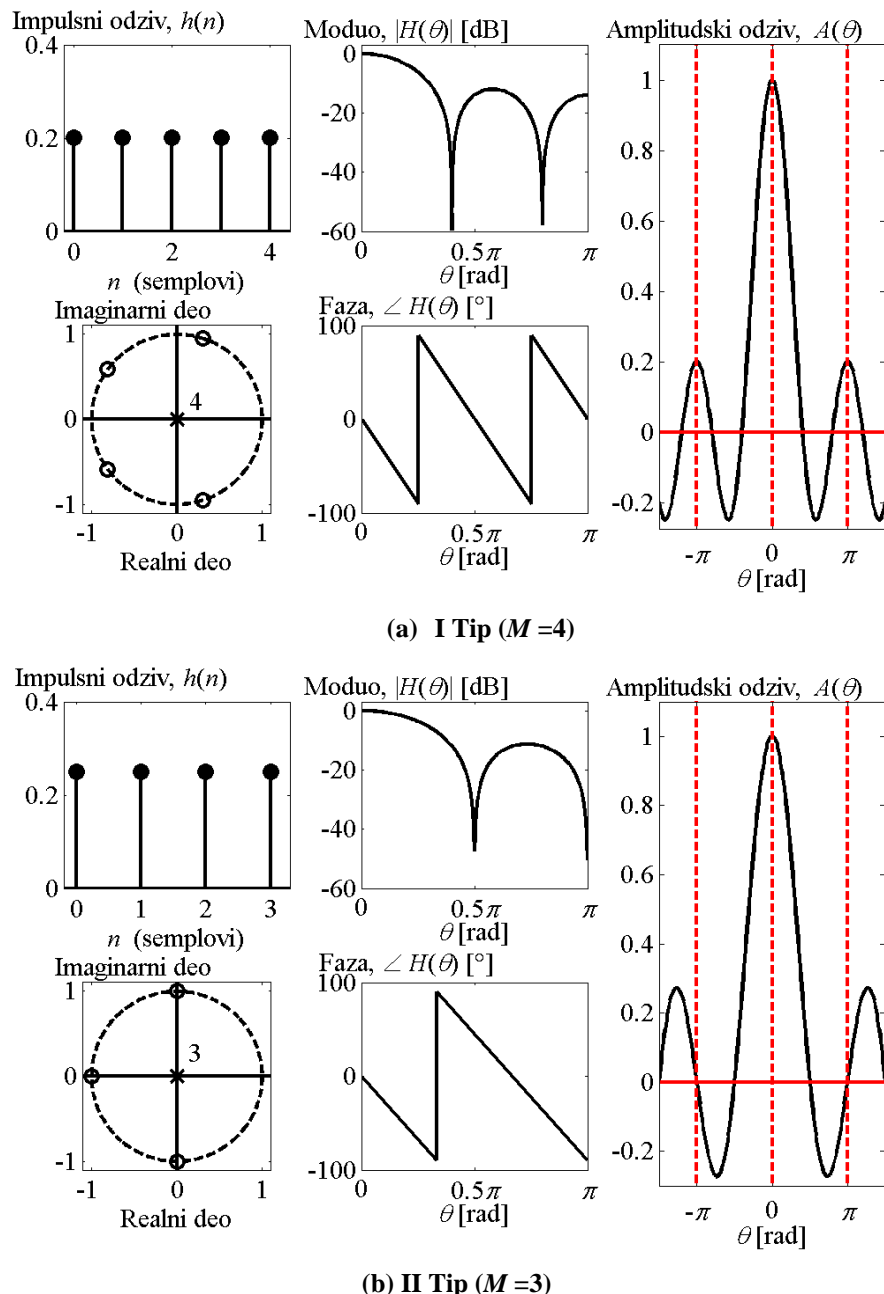 Impulsni odziv, h(n)
0.4
0.2
0
0 2 4
n (semplovi)
Moduo, |H(θ)| [dB]
0
-20
-40
-60
0 0.5π π
θ [rad]
Amplitudski odziv, A(θ)
1
0.8
0.6
0.4
0.2
0
-0.2
-π 0 π
θ [rad]
Imaginarni deo
1
0
-1
4
-1 0 1
Realni deo
Faza, ∠ H(θ) [°]
100
0
-100
0 0.5π π
θ [rad]
(a) I Tip (M =4)
Impulsni odziv, h(n)
0.4
0.2
0
0 1 2 3
n (semplovi)
Moduo, |H(θ)| [dB]
0
-20
-40
-60
0 0.5π π
θ [rad]
Amplitudski odziv, A(θ)
1
0.8
0.6
0.4
0.2
0
-0.2
-π 0 π
θ [rad]
Imaginarni deo
1
0
-1
3
-1 0 1
Realni deo
Faza, ∠ H(θ) [°]
100
0
-100
0 0.5π π
θ [rad]
(b) II Tip (M =3)